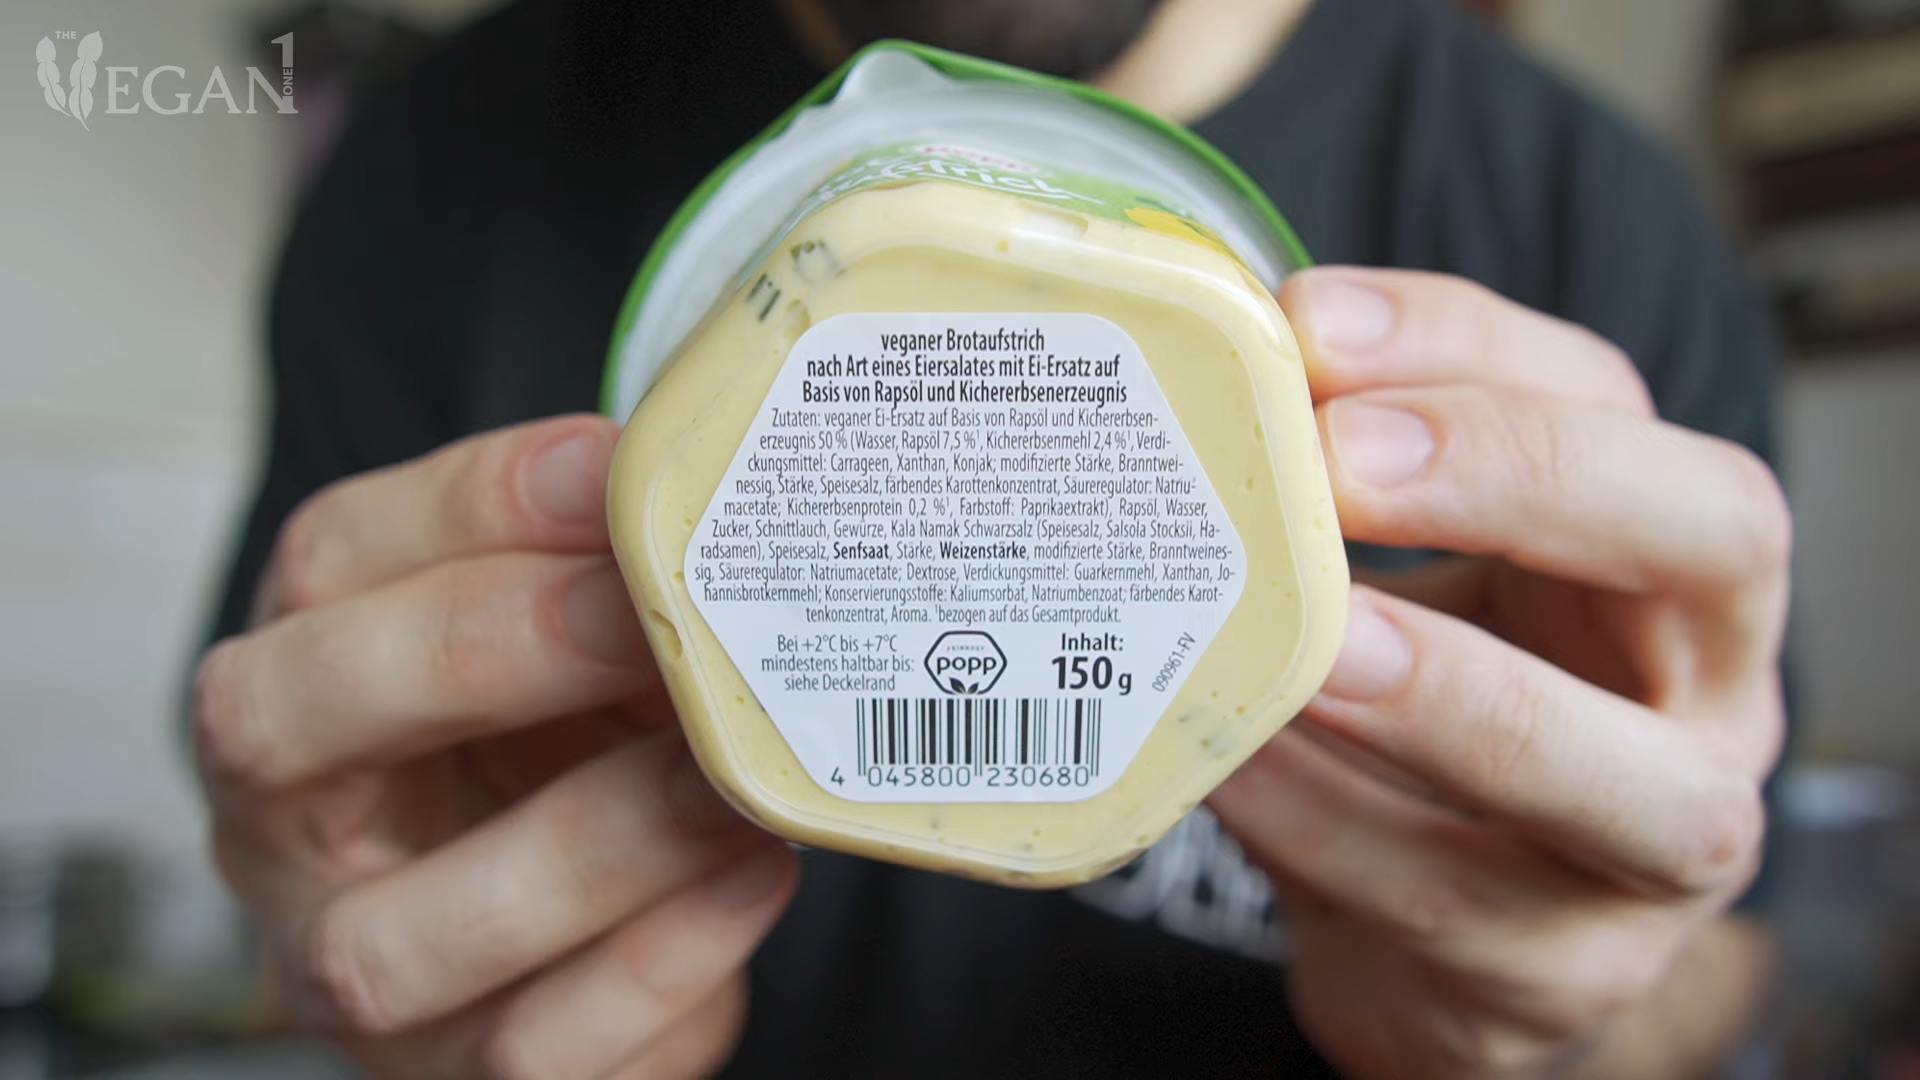 THE
VEGAN ONE 1
popp
veganer Brotaufstrich
nach Art eines Eiersalates mit Ei-Ersatz auf
Basis von Rapsöl und Kichererbsenerzeugnis
Zutaten: veganer Ei-Ersatz auf Basis von Rapsöl und Kichererbsen-
erzeugnis 50 % (Wasser, Rapsöl 7,5 %¹, Kichererbsenmehl 2,4 %¹, Verdi-
ckungsmittel: Carrageen, Xanthan, Konjak; modifizierte Stärke, Branntwei-
nessig, Stärke, Speisesalz, färbendes Karottenkonzentrat, Säureregulator: Natriu-
macetate; Kichererbsenprotein 0,2 %¹, Farbstoff: Paprikaextrakt), Rapsöl, Wasser,
Zucker, Schnittlauch, Gewürze, Kala Namak Schwarzsalz (Speisesalz, Salsola Stocksii, Ha-
radsamen), Speisesalz, Senfsaat, Stärke, Weizenstärke, modifizierte Stärke, Branntweines-
sig, Säureregulator: Natriumacetate; Dextrose, Verdickungsmittel: Guarkernmehl, Xanthan, Jo-
hannisbrotkernmehl; Konservierungsstoffe: Kaliumsorbat, Natriumbenzoat; färbendes Karot-
tenkonzentrat, Aroma. ¹bezogen auf das Gesamtprodukt.
Bei +2°C bis +7°C
mindestens haltbar bis:
siehe Deckelrand
FEINKOST
popp
Inhalt:
150 g
090961-FV
4 045800 230680